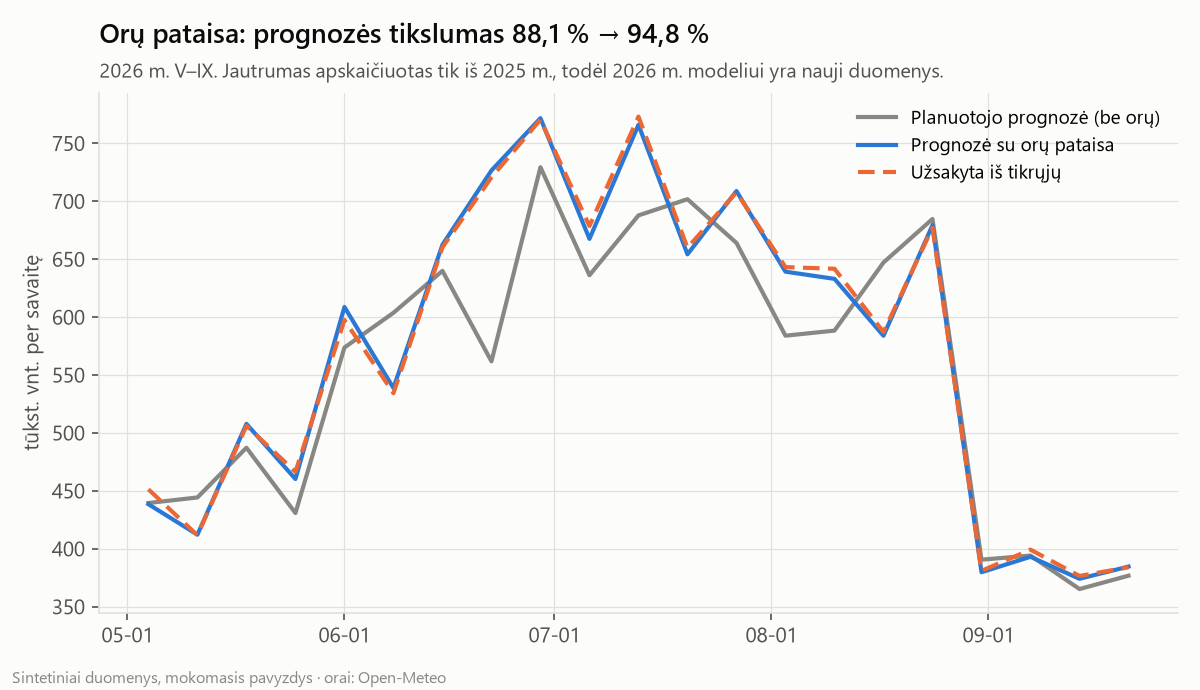 Orų pataisa: prognozės tikslumas 88,1 % → 94,8 %
2026 m. V–IX. Jautrumas apskaičiuotas tik iš 2025 m., todėl 2026 m. modeliui yra nauji duomenys.
Planuotojo prognozė (be orų)
Prognozė su orų pataisa
Užsakyta iš tikrųjų
tūkst. vnt. per savaitę
750
700
650
600
550
500
450
400
350
05-01
06-01
07-01
08-01
09-01
Sintetiniai duomenys, mokomasis pavyzdys · orai: Open-Meteo